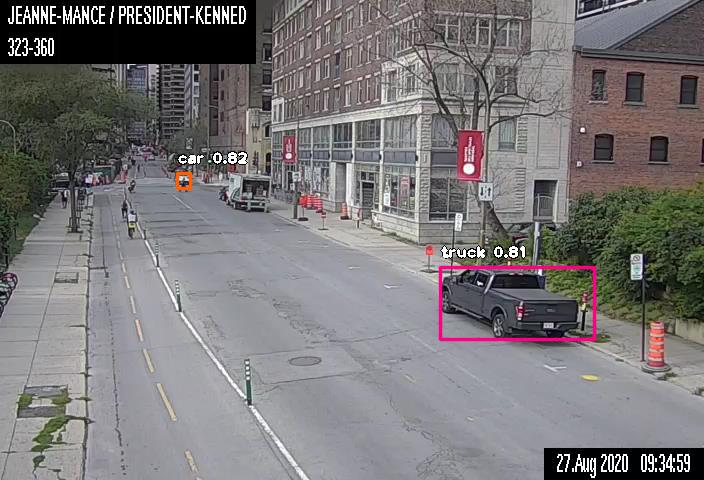 JEANNE-MANCE / PRESIDENT-KENNED
323-360
car 0.82
truck 0.81
27.Aug 2020 09:34:59